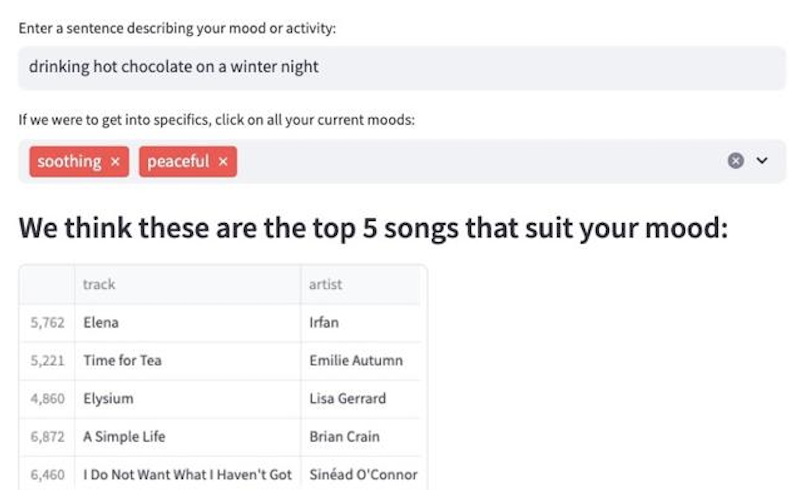 Enter a sentence describing your mood or activity:
drinking hot chocolate on a winter night
If we were to get into specifics, click on all your current moods:
soothing × peaceful ×
We think these are the top 5 songs that suit your mood:
track artist
5,762 Elena Irfan
5,221 Time for Tea Emilie Autumn
4,860 Elysium Lisa Gerrard
6,872 A Simple Life Brian Crain
6,460 I Do Not Want What I Haven't Got Sinéad O'Connor